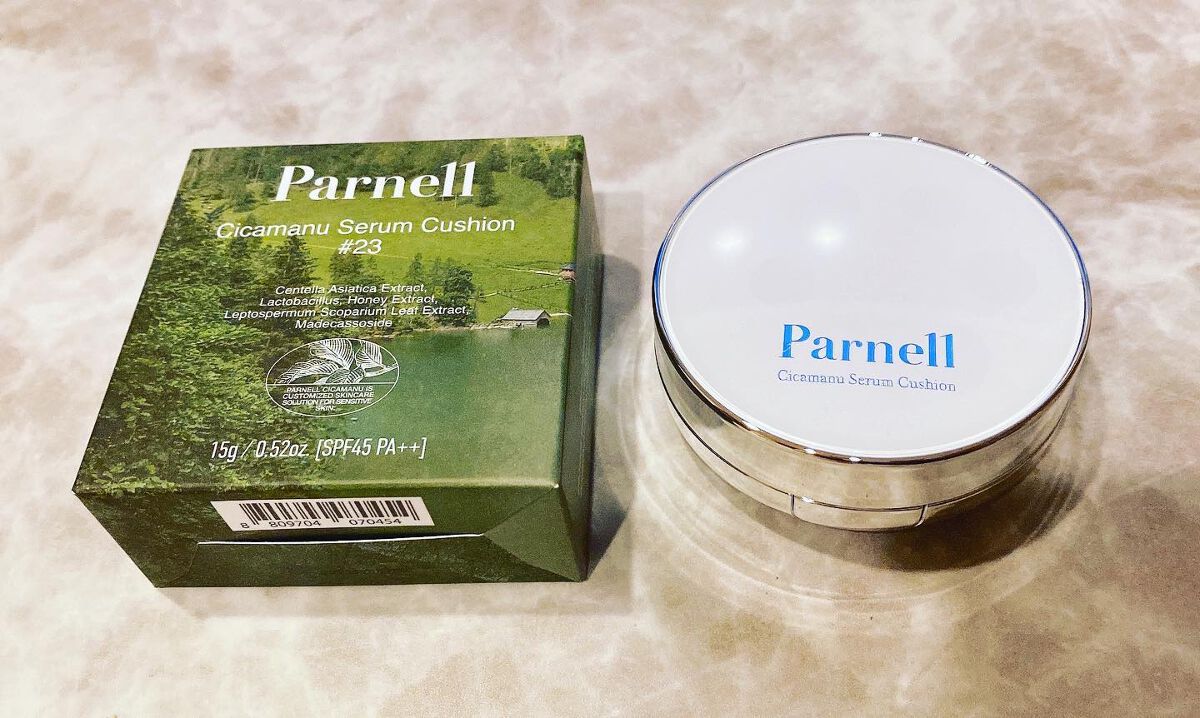 Parnell
Cicamanu Serum Cushion
#23
Centella Asiatica Extract,
Lactobacillus, Honey Extract,
Leptospermum Scoparium Leaf Extract,
Madecassoside
PARNELL CICAMANU IS
CUSTOMIZED SKINCARE
SOLUTION FOR SENSITIVE
SKIN.
15g / 0.52oz. [SPF45 PA++]
8 809704 070454
Parnell
Cicamanu Serum Cushion